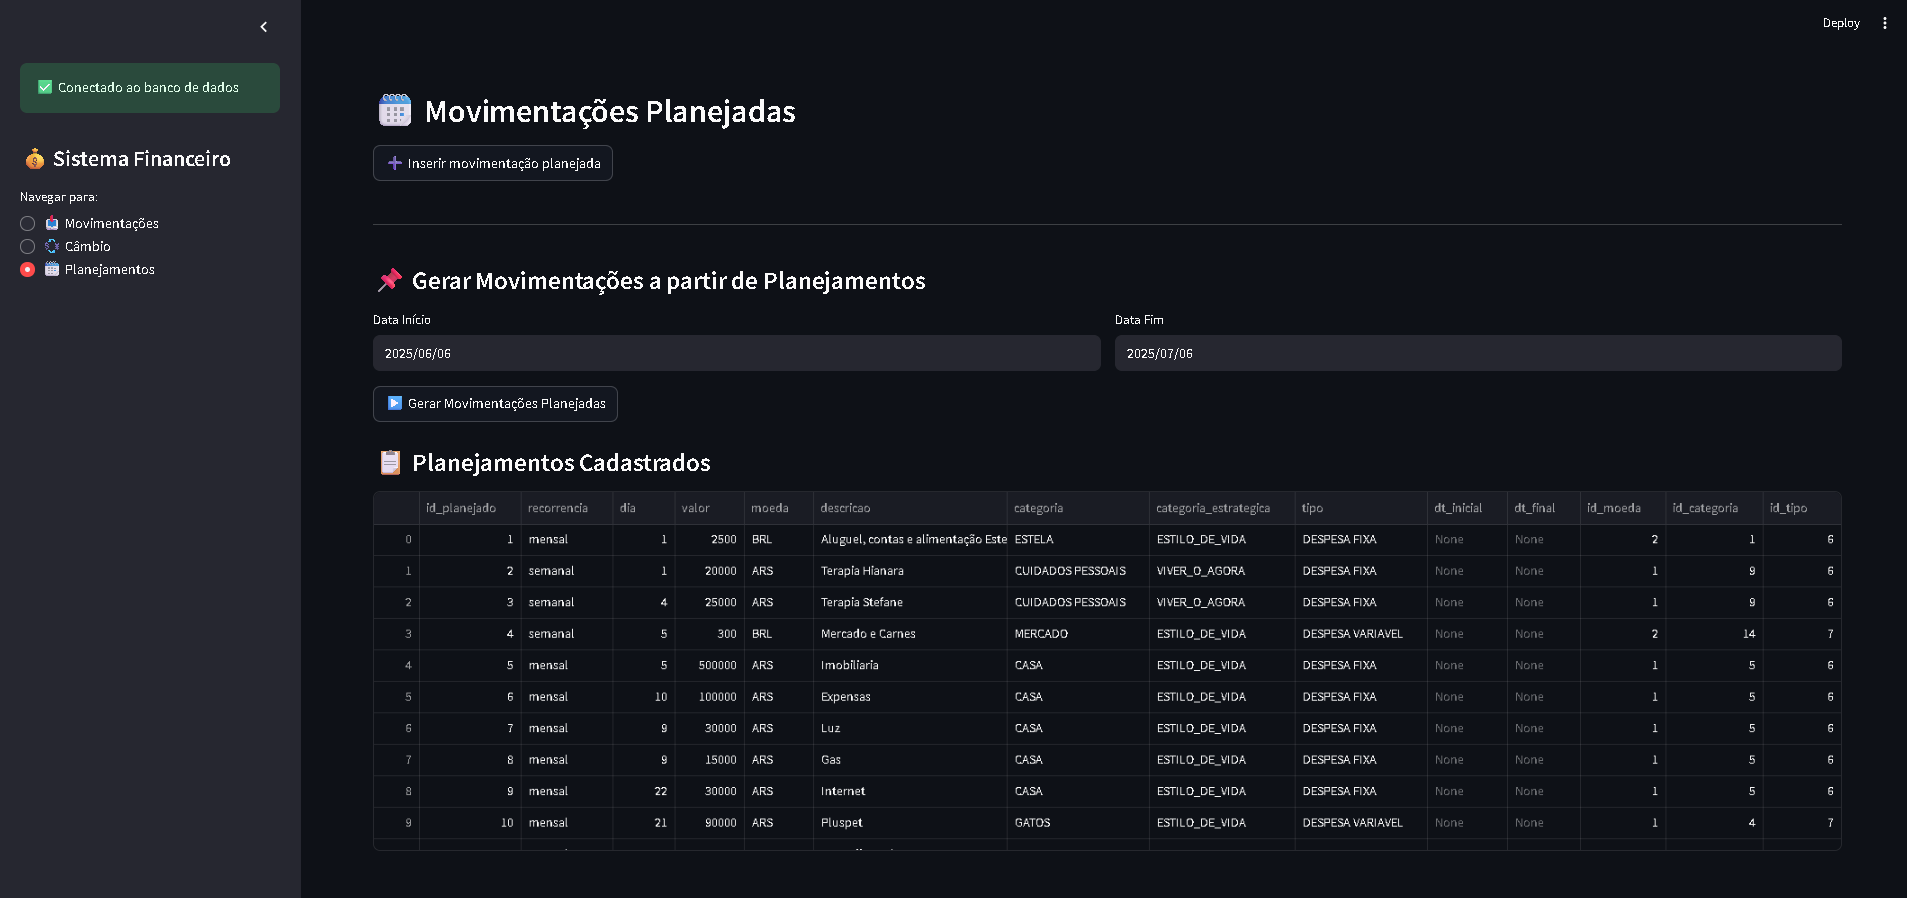 Deploy
Conectado ao banco de dados
Sistema Financeiro
Navegar para:
Movimentações
Câmbio
Planejamentos
Movimentações Planejadas
Inserir movimentação planejada
Gerar Movimentações a partir de Planejamentos
Data Início Data Fim
2025/06/06 2025/07/06
Gerar Movimentações Planejadas
Planejamentos Cadastrados
id_planejado recorrencia dia valor moeda descricao categoria categoria_estrategica tipo dt_inicial dt_final id_moeda id_categoria id_tipo
0 1 mensal 1 2500 BRL Aluguel, contas e alimentação Este ESTELA ESTILO_DE_VIDA DESPESA FIXA None None 2 1 6
1 2 semanal 1 20000 ARS Terapia Hianara CUIDADOS PESSOAIS VIVER_O_AGORA DESPESA FIXA None None 1 9 6
2 3 semanal 4 25000 ARS Terapia Stefane CUIDADOS PESSOAIS VIVER_O_AGORA DESPESA FIXA None None 1 9 6
3 4 semanal 5 300 BRL Mercado e Carnes MERCADO ESTILO_DE_VIDA DESPESA VARIAVEL None None 2 14 7
4 5 mensal 5 500000 ARS Imobiliaria CASA ESTILO_DE_VIDA DESPESA FIXA None None 1 5 6
5 6 mensal 10 100000 ARS Expensas CASA ESTILO_DE_VIDA DESPESA FIXA None None 1 5 6
6 7 mensal 9 30000 ARS Luz CASA ESTILO_DE_VIDA DESPESA FIXA None None 1 5 6
7 8 mensal 9 15000 ARS Gas CASA ESTILO_DE_VIDA DESPESA FIXA None None 1 5 6
8 9 mensal 22 30000 ARS Internet CASA ESTILO_DE_VIDA DESPESA FIXA None None 1 5 6
9 10 mensal 21 90000 ARS Pluspet GATOS ESTILO_DE_VIDA DESPESA VARIAVEL None None 1 4 7